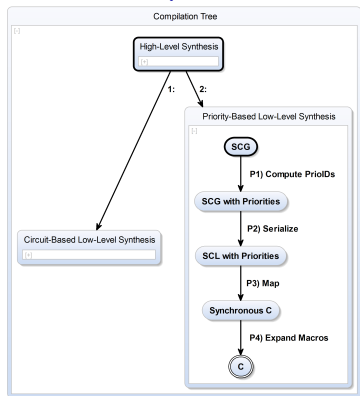 Compilation Tree
[-]
High-Level Synthesis
[+]
1:
2:
Priority-Based Low-Level Synthesis
[-]
SCG
P1) Compute PrioIDs
SCG with Priorities
P2) Serialize
Circuit-Based Low-Level Synthesis
[+]
SCL with Priorities
P3) Map
Synchronous C
P4) Expand Macros
C